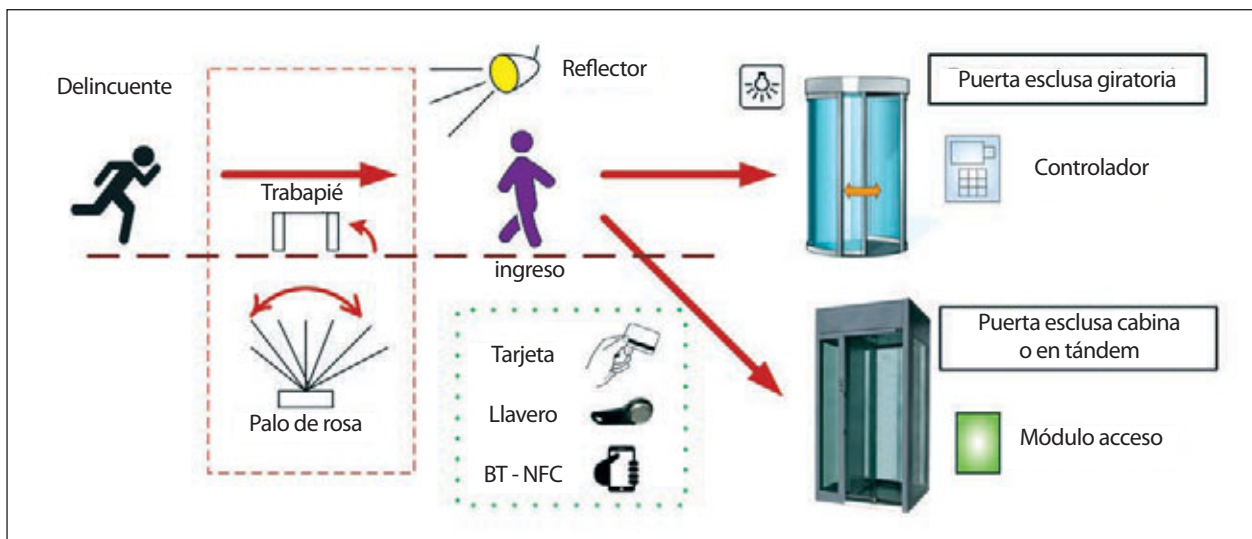 Delincuente
Reflector
Puerta esclusa giratoria
Controlador
Trabapié
ingreso
Palo de rosa
Tarjeta
Llavero
BT - NFC
Puerta esclusa cabina
o en tándem
Módulo acceso